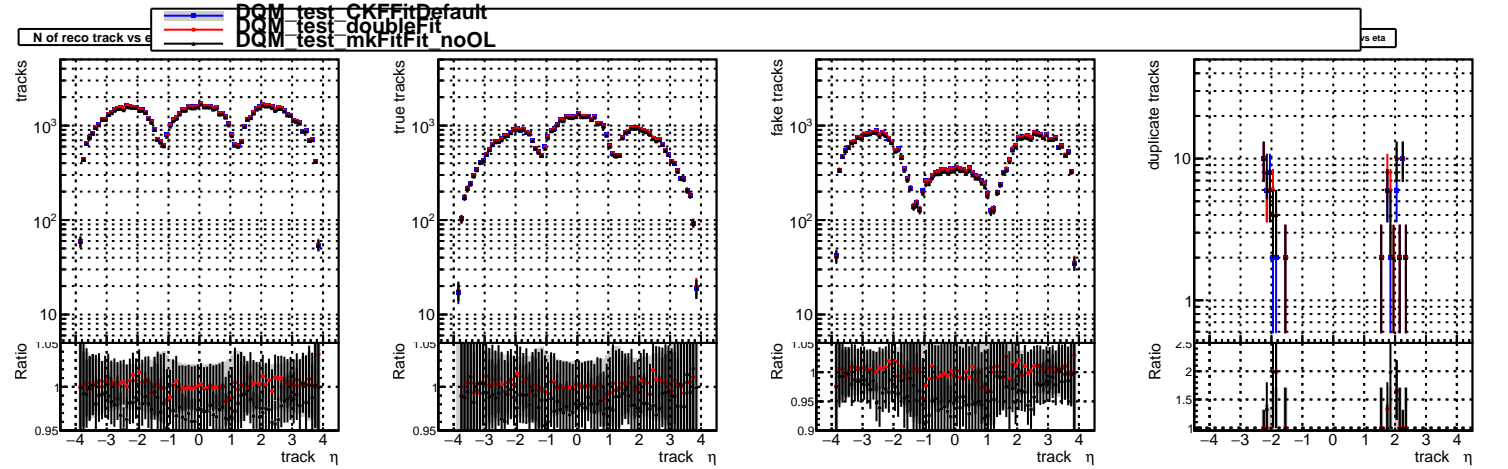 DQM_test_CKFFitDefault
DQM_test_doubleFit
DQM_test_mkFitFit_noOL
N of reco track vs e
vs eta
tracks
10³
10²
10
Ratio
1.05
1
0.95
−4 −3 −2 −1 0 1 2 3 4
track η
true tracks
10³
10²
10
Ratio
1.05
1
0.95
−4 −3 −2 −1 0 1 2 3 4
track η
fake tracks
10³
10²
10
Ratio
1.05
1
0.95
0.9
−4 −3 −2 −1 0 1 2 3 4
track η
duplicate tracks
10
1
Ratio
2.5
2
1.5
1
−4 −3 −2 −1 0 1 2 3 4
track η